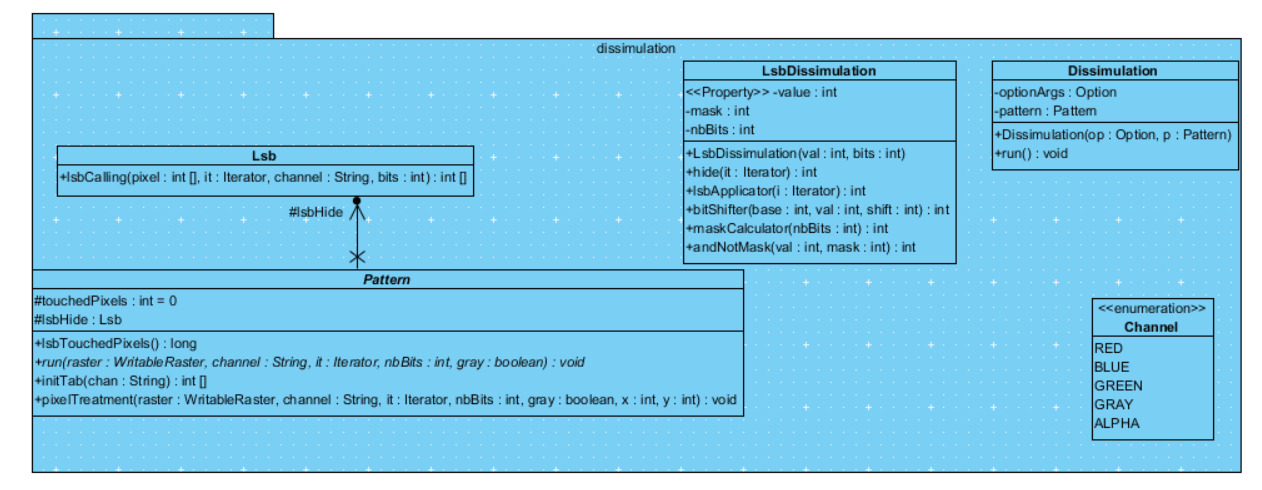 dissimulation
LsbDissimulation
<<Property>> -value : int
-mask : int
-nbBits : int
+LsbDissimulation(val : int, bits : int)
+hide(it : Iterator) : int
+lsbApplicator(i : Iterator) : int
+bitShifter(base : int, val : int, shift : int) : int
+maskCalculator(nbBits : int) : int
+andNotMask(val : int, mask : int) : int
Dissimulation
-optionArgs : Option
-pattern : Pattern
+Dissimulation(op : Option, p : Pattern)
+run() : void
Lsb
+lsbCalling(pixel : int [], it : Iterator, channel : String, bits : int) : int []
#lsbHide
Pattern
#touchedPixels : int = 0
#lsbHide : Lsb
+lsbTouchedPixels() : long
+run(raster : WritableRaster, channel : String, it : Iterator, nbBits : int, gray : boolean) : void
+initTab(chan : String) : int []
+pixelTreatment(raster : WritableRaster, channel : String, it : Iterator, nbBits : int, gray : boolean, x : int, y : int) : void
<<enumeration>>
Channel
RED
BLUE
GREEN
GRAY
ALPHA